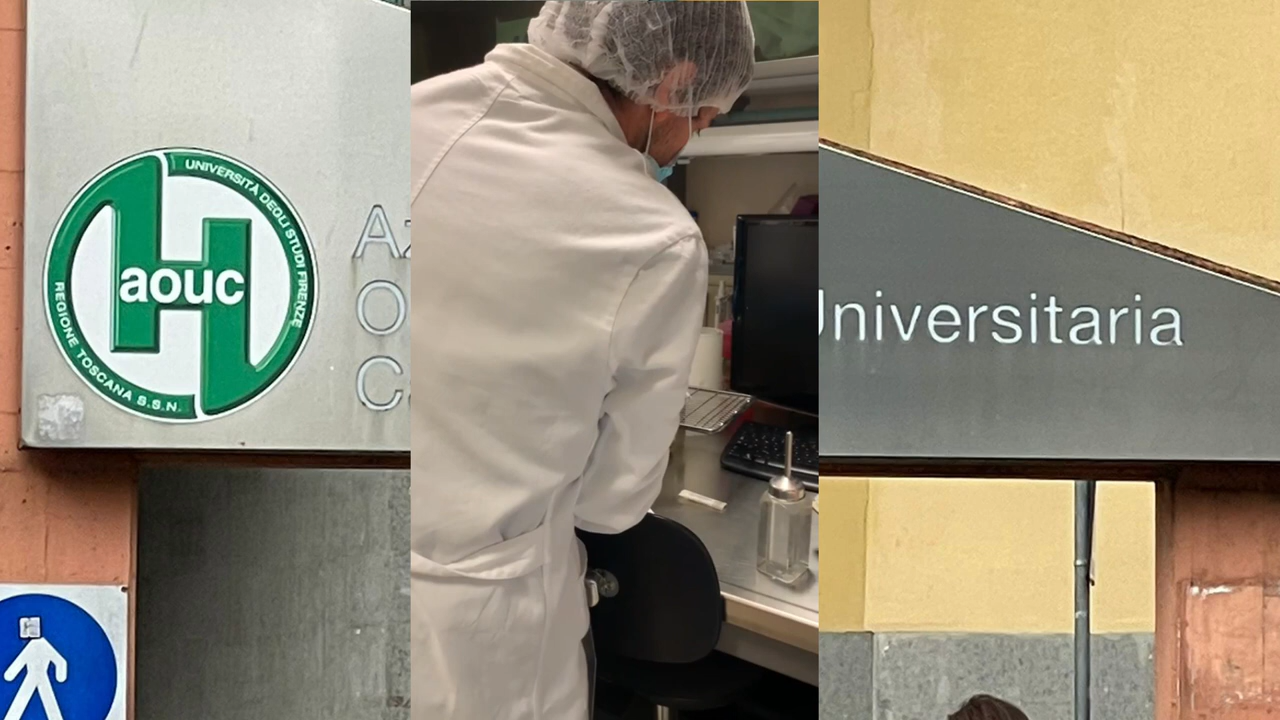 UNIVERSITÀ DEGLI STUDI FIRENZE
aouc
REGIONE TOSCANA S.S.N.
Universitaria